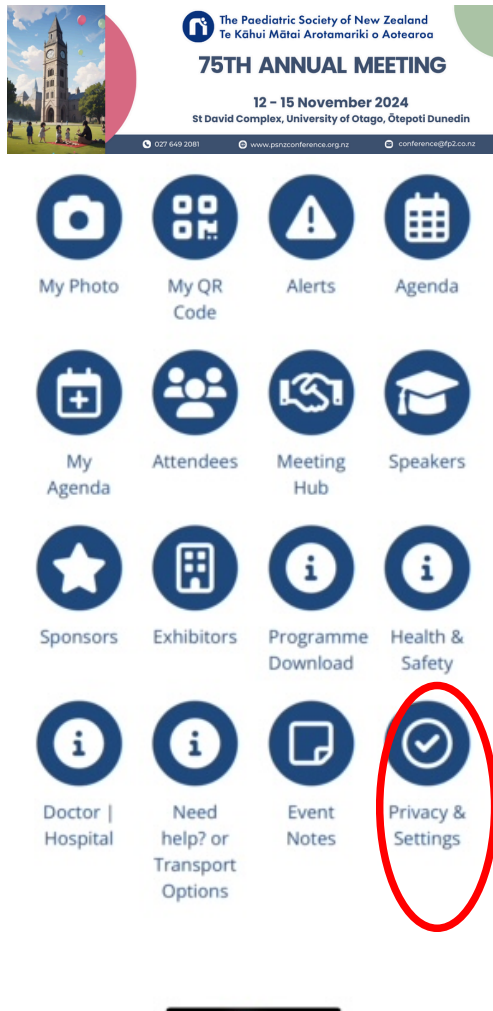 The Paediatric Society of New Zealand
Te Kāhui Mātai Arotamariki o Aotearoa
75TH ANNUAL MEETING
12 - 15 November 2024
St David Complex, University of Otago, Ōtepoti Dunedin
027 649 2081 www.psnzconference.org.nz conference@fp2.co.nz
My Photo
My QR
Code
Alerts
Agenda
My
Agenda
Attendees
Meeting
Hub
Speakers
Sponsors
Exhibitors
Programme
Download
Health &
Safety
Doctor |
Hospital
Need
help? or
Transport
Options
Event
Notes
Privacy &
Settings